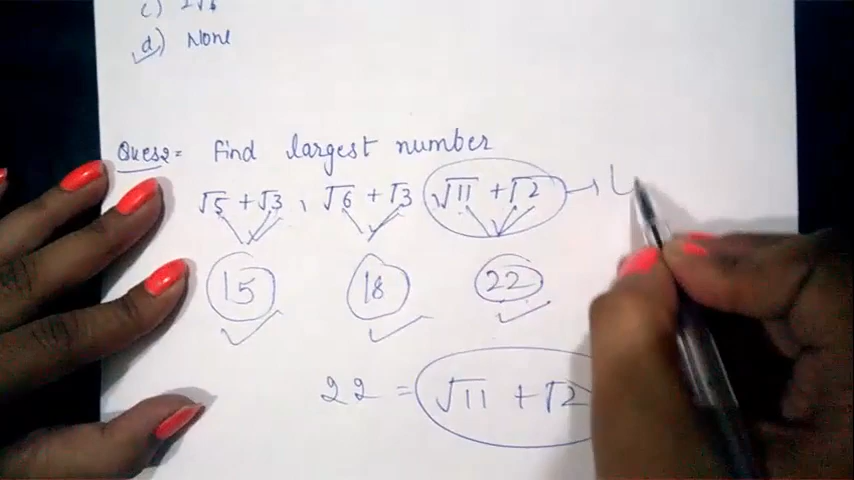 d) None
Ques2= find largest number
√5 + √3 , √6 + √3 , √11 + √2 → L
15 18 22
22 = √11 + √2